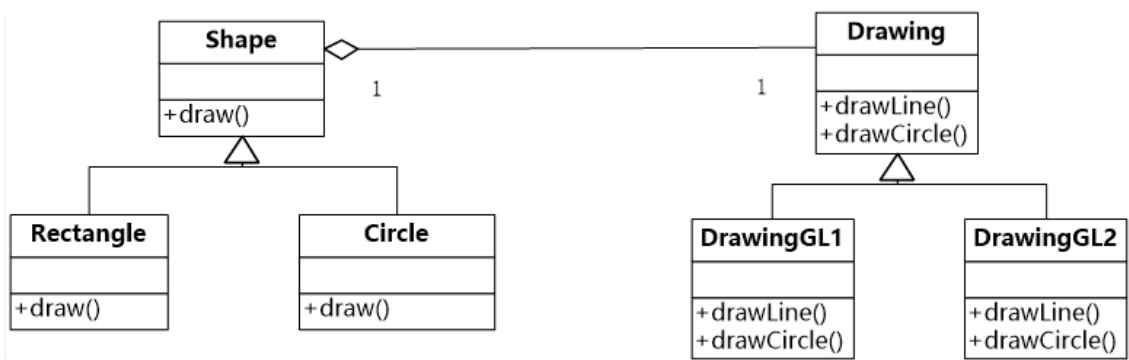 Shape
+draw()
1
1
Drawing
+drawLine()
+drawCircle()
Rectangle
+draw()
Circle
+draw()
DrawingGL1
+drawLine()
+drawCircle()
DrawingGL2
+drawLine()
+drawCircle()